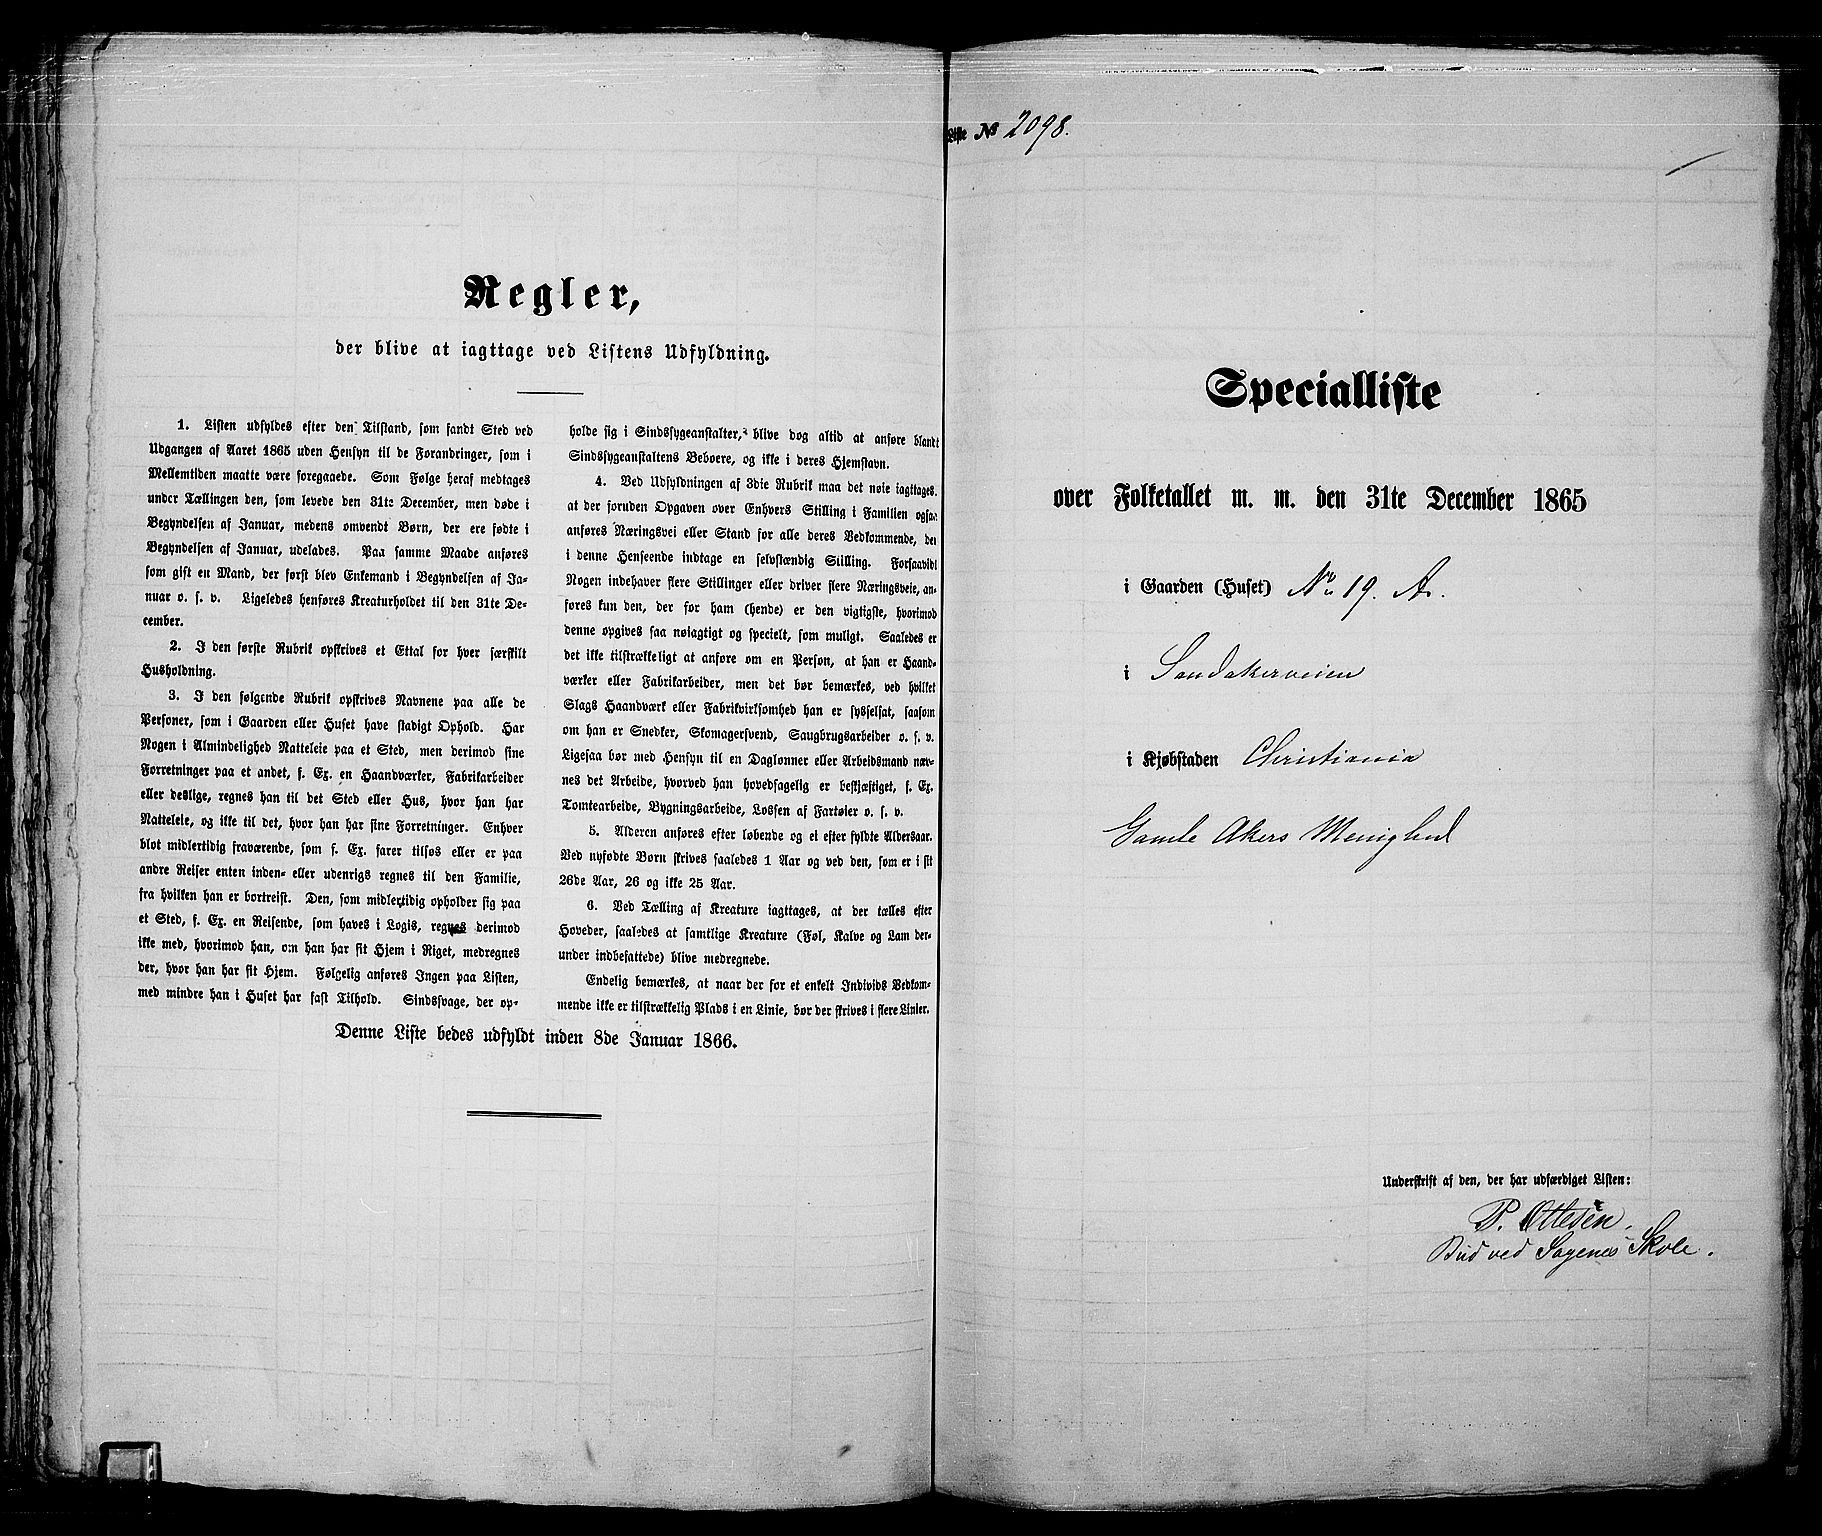 Regler,
der blive at iagttage ved Listens Udfyldning.
1. Listen udfyldes efter den Tilstand, som fandt Sted ved
Udgangen af Aaret 1865 uden Hensyn til de Forandringer, som i
Mellemtiden maatte være foregaaede. Som Følge heraf medtages
under Tællingen den, som levede den 31te December, men døde i
Begyndelsen af Januar, medens omvendt Børn, der ere fødte i
Begyndelsen af Januar, udelades. Paa samme Maade anføres
som gift en Mand, der først blev Enkemand i Begyndelsen af Ja-
nuar o. s. v. Ligeledes henføres Kreaturholdet til den 31te De-
cember.
2. I den første Rubrik opskrives et Ettal for hver særskilt
Husholdning.
3. I den følgende Rubrik opskrives Navnene paa alle de
Personer, som i Gaarden eller Huset have stadigt Ophold. Har
Nogen i Almindelighed Natteleie paa et Sted, men derimod sine
Forretninger paa et andet, f. Ex. en Haandværker, Fabrikarbeider
eller deslige, regnes han til det Sted eller Hus, hvor han har
Natteleie, og ikke til det, hvor han har sine Forretninger. Enhver
blot midlertidig fraværende, som f. Ex. farer tilsøs eller er paa
andre Reiser enten inden- eller udenrigs regnes til den Familie,
fra hvilken han er bortreist. Den, som midlertidig opholder sig paa
et Sted, f. Ex. en Reisende, som haves i Logis, regnes derimod
ikke med, hvorimod han, om han har sit Hjem i Riget, medregnes
der, hvor han har sit Hjem. Følgelig anføres Ingen paa Listen,
med mindre han i Huset har fast Tilhold. Sindssvage, der op-
holde sig i Sindssygeanstalter, blive dog altid at anføre blandt
Sindssygeanstaltens Beboere, og ikke i deres Hjemstavn.
4. Ved Udfyldningen af 3die Rubrik maa det nøie iagttages,
at der foruden Opgaven over Enhvers Stilling i Familien ogsaa
anføres Næringsvei eller Stand for alle deres Vedkommende, der
i denne Henseende indtage en selvstændig Stilling. Forsaavidt
Nogen indehaver flere Stillinger eller driver flere Næringsveie, an-
føres kun den, der for ham (hende) er den vigtigste, hvorimod
denne opgives saa nøiagtigt og specielt, som muligt. Saaledes er
det ikke tilstrækkeligt at anføre om en Person, at han er Haand-
værker eller Fabrikarbeider, men det bør bemærkes, ved hvilket
Slags Haandværk eller Fabrikvirksomhed han er sysselsat, saasom
om han er Snedker, Skomagersvend, Saugbrugsarbeider o. s. v.
Ligesaa bør med Hensyn til en Daglønner eller Arbeidsmand næv-
nes det Arbeide, hvorved han hovedsagelig er beskjæftiget, f. Ex.
Tomtearbeide, Bygningsarbeide, Lossen af Fartøier o. s. v.
5. Alderen anføres efter løbende og ei efter fyldte Aldersaar.
Ved nyfødte Børn skrives saaledes 1 Aar og ved den, som er i sit
26de Aar, 26 og ikke 25 Aar.
6. Ved Tælling af Kreature iagttages, at der tælles efter
Hoveder, saaledes at samtlige Kreature (Føl, Kalve og Lam der-
under indbefattede) blive medregnede.
Endelig bemærkes, at naar der for et enkelt Individs Vedkom-
mende ikke er tilstrækkelig Plads i en Linie, bør der skrives i flere Linier.
Denne Liste bedes udfyldt inden 8de Januar 1866.
Liste № 2098.
Specialliste
over Folketallet m. m. den 31te December 1865
i Gaarden (Huset) No 19. A.
i Sandakerveien
i Kjøbstaden Christiania
Gamle Akers Menighed
Underskrift af den, der har udfærdiget Listen:
P. Ottesen.
Bud ved Sagenes Skole.